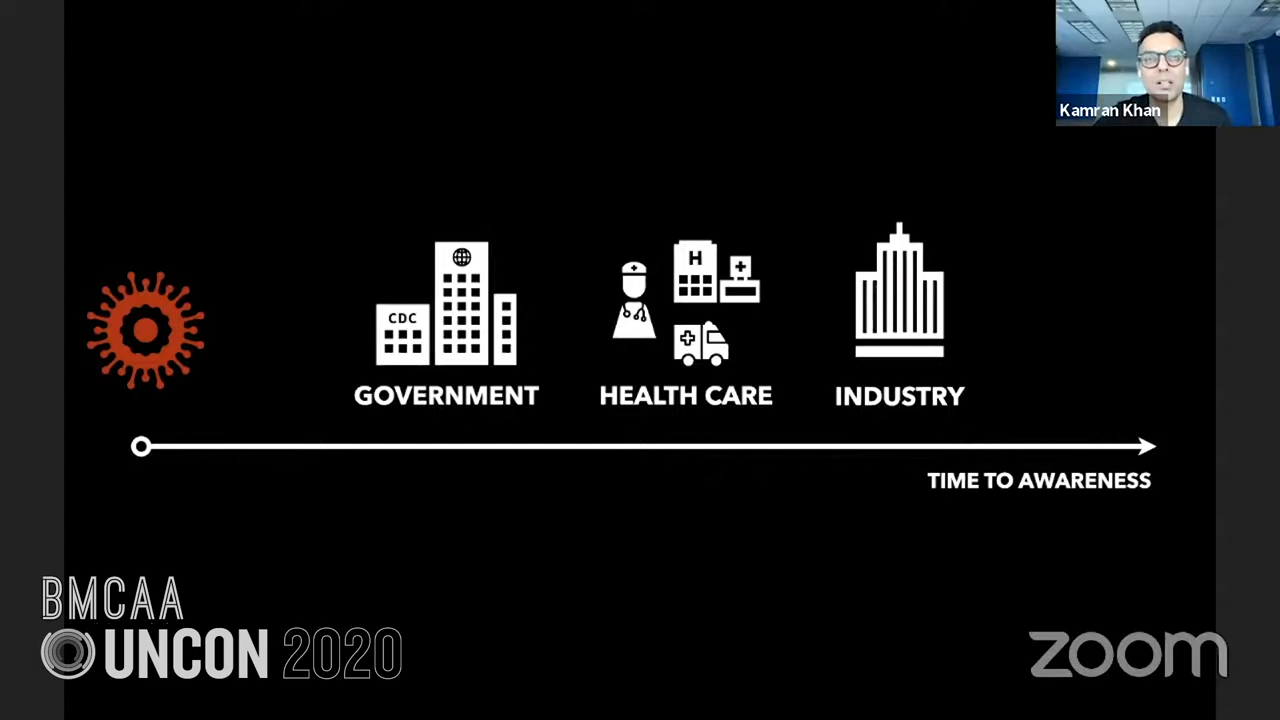 Kamran Khan
H
CDC
GOVERNMENT
HEALTH CARE
INDUSTRY
TIME TO AWARENESS
BMCAA
UNCON 2020
zoom